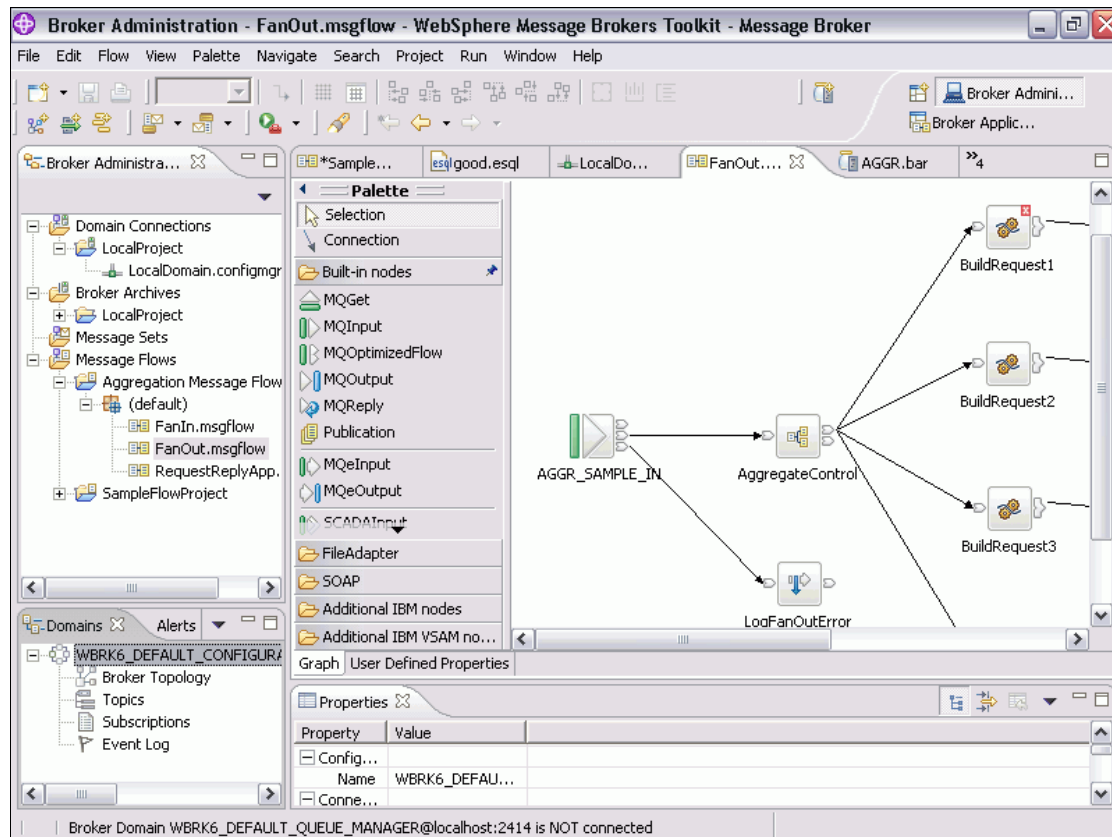 Broker Administration - FanOut.msgflow - WebSphere Message Brokers Toolkit - Message Broker
File Edit Flow View Palette Navigate Search Project Run Window Help
Broker Admini...
Broker Applic...
Broker Administra...
Domain Connections
LocalProject
LocalDomain.configmgr
Broker Archives
LocalProject
Message Sets
Message Flows
Aggregation Message Flow
(default)
FanIn.msgflow
FanOut.msgflow
RequestReplyApp.
SampleFlowProject
*Sample... esql good.esql LocalDo... FanOut.... AGGR.bar »4
Palette
Selection
Connection
Built-in nodes
MQGet
MQInput
MQOptimizedFlow
MQOutput
MQReply
Publication
MQeInput
MQeOutput
SCADAInput
FileAdapter
SOAP
Additional IBM nodes
Additional IBM VSAM no...
BuildRequest1
BuildRequest2
AGGR_SAMPLE_IN
AggregateControl
BuildRequest3
LogFanOutError
Graph User Defined Properties
Domains Alerts
WBRK6_DEFAULT_CONFIGURA
Broker Topology
Topics
Subscriptions
Event Log
Properties
Property Value
Config...
Name WBRK6_DEFAU...
Conne...
Broker Domain WBRK6_DEFAULT_QUEUE_MANAGER@localhost:2414 is NOT connected